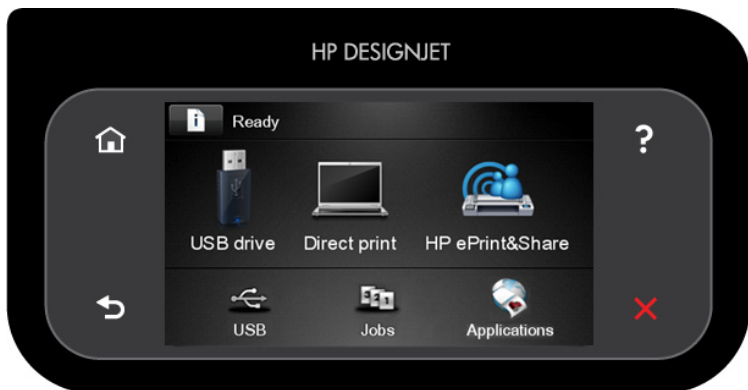 HP DESIGNJET
i Ready
USB drive Direct print HP ePrint&Share
?
USB Jobs Applications